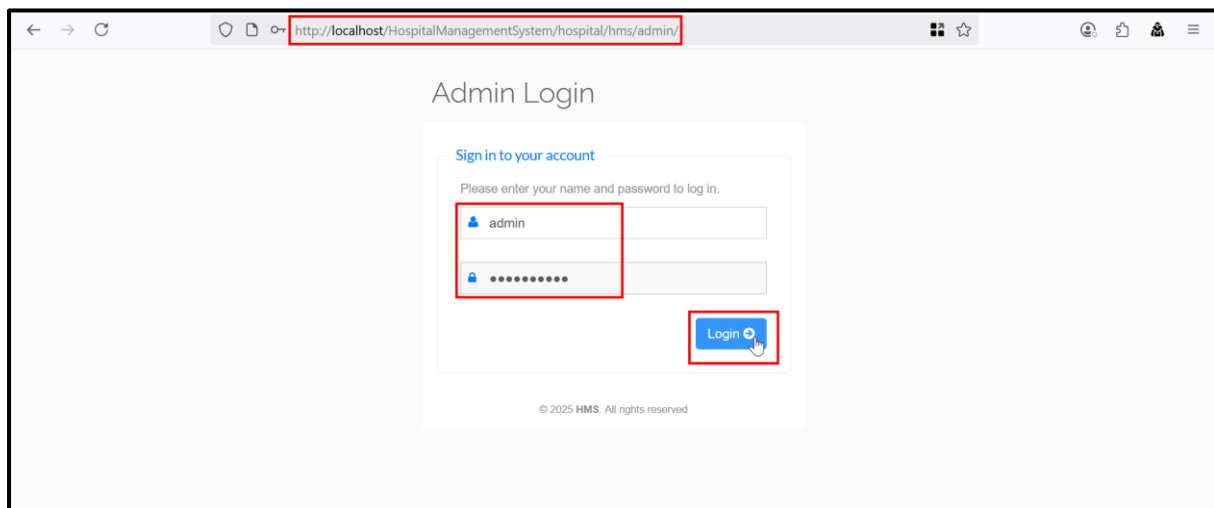 http://localhost/HospitalManagementSystem/hospital/hms/admin/
Admin Login
Sign in to your account
Please enter your name and password to log in.
admin
••••••••••
Login
© 2025 HMS. All rights reserved